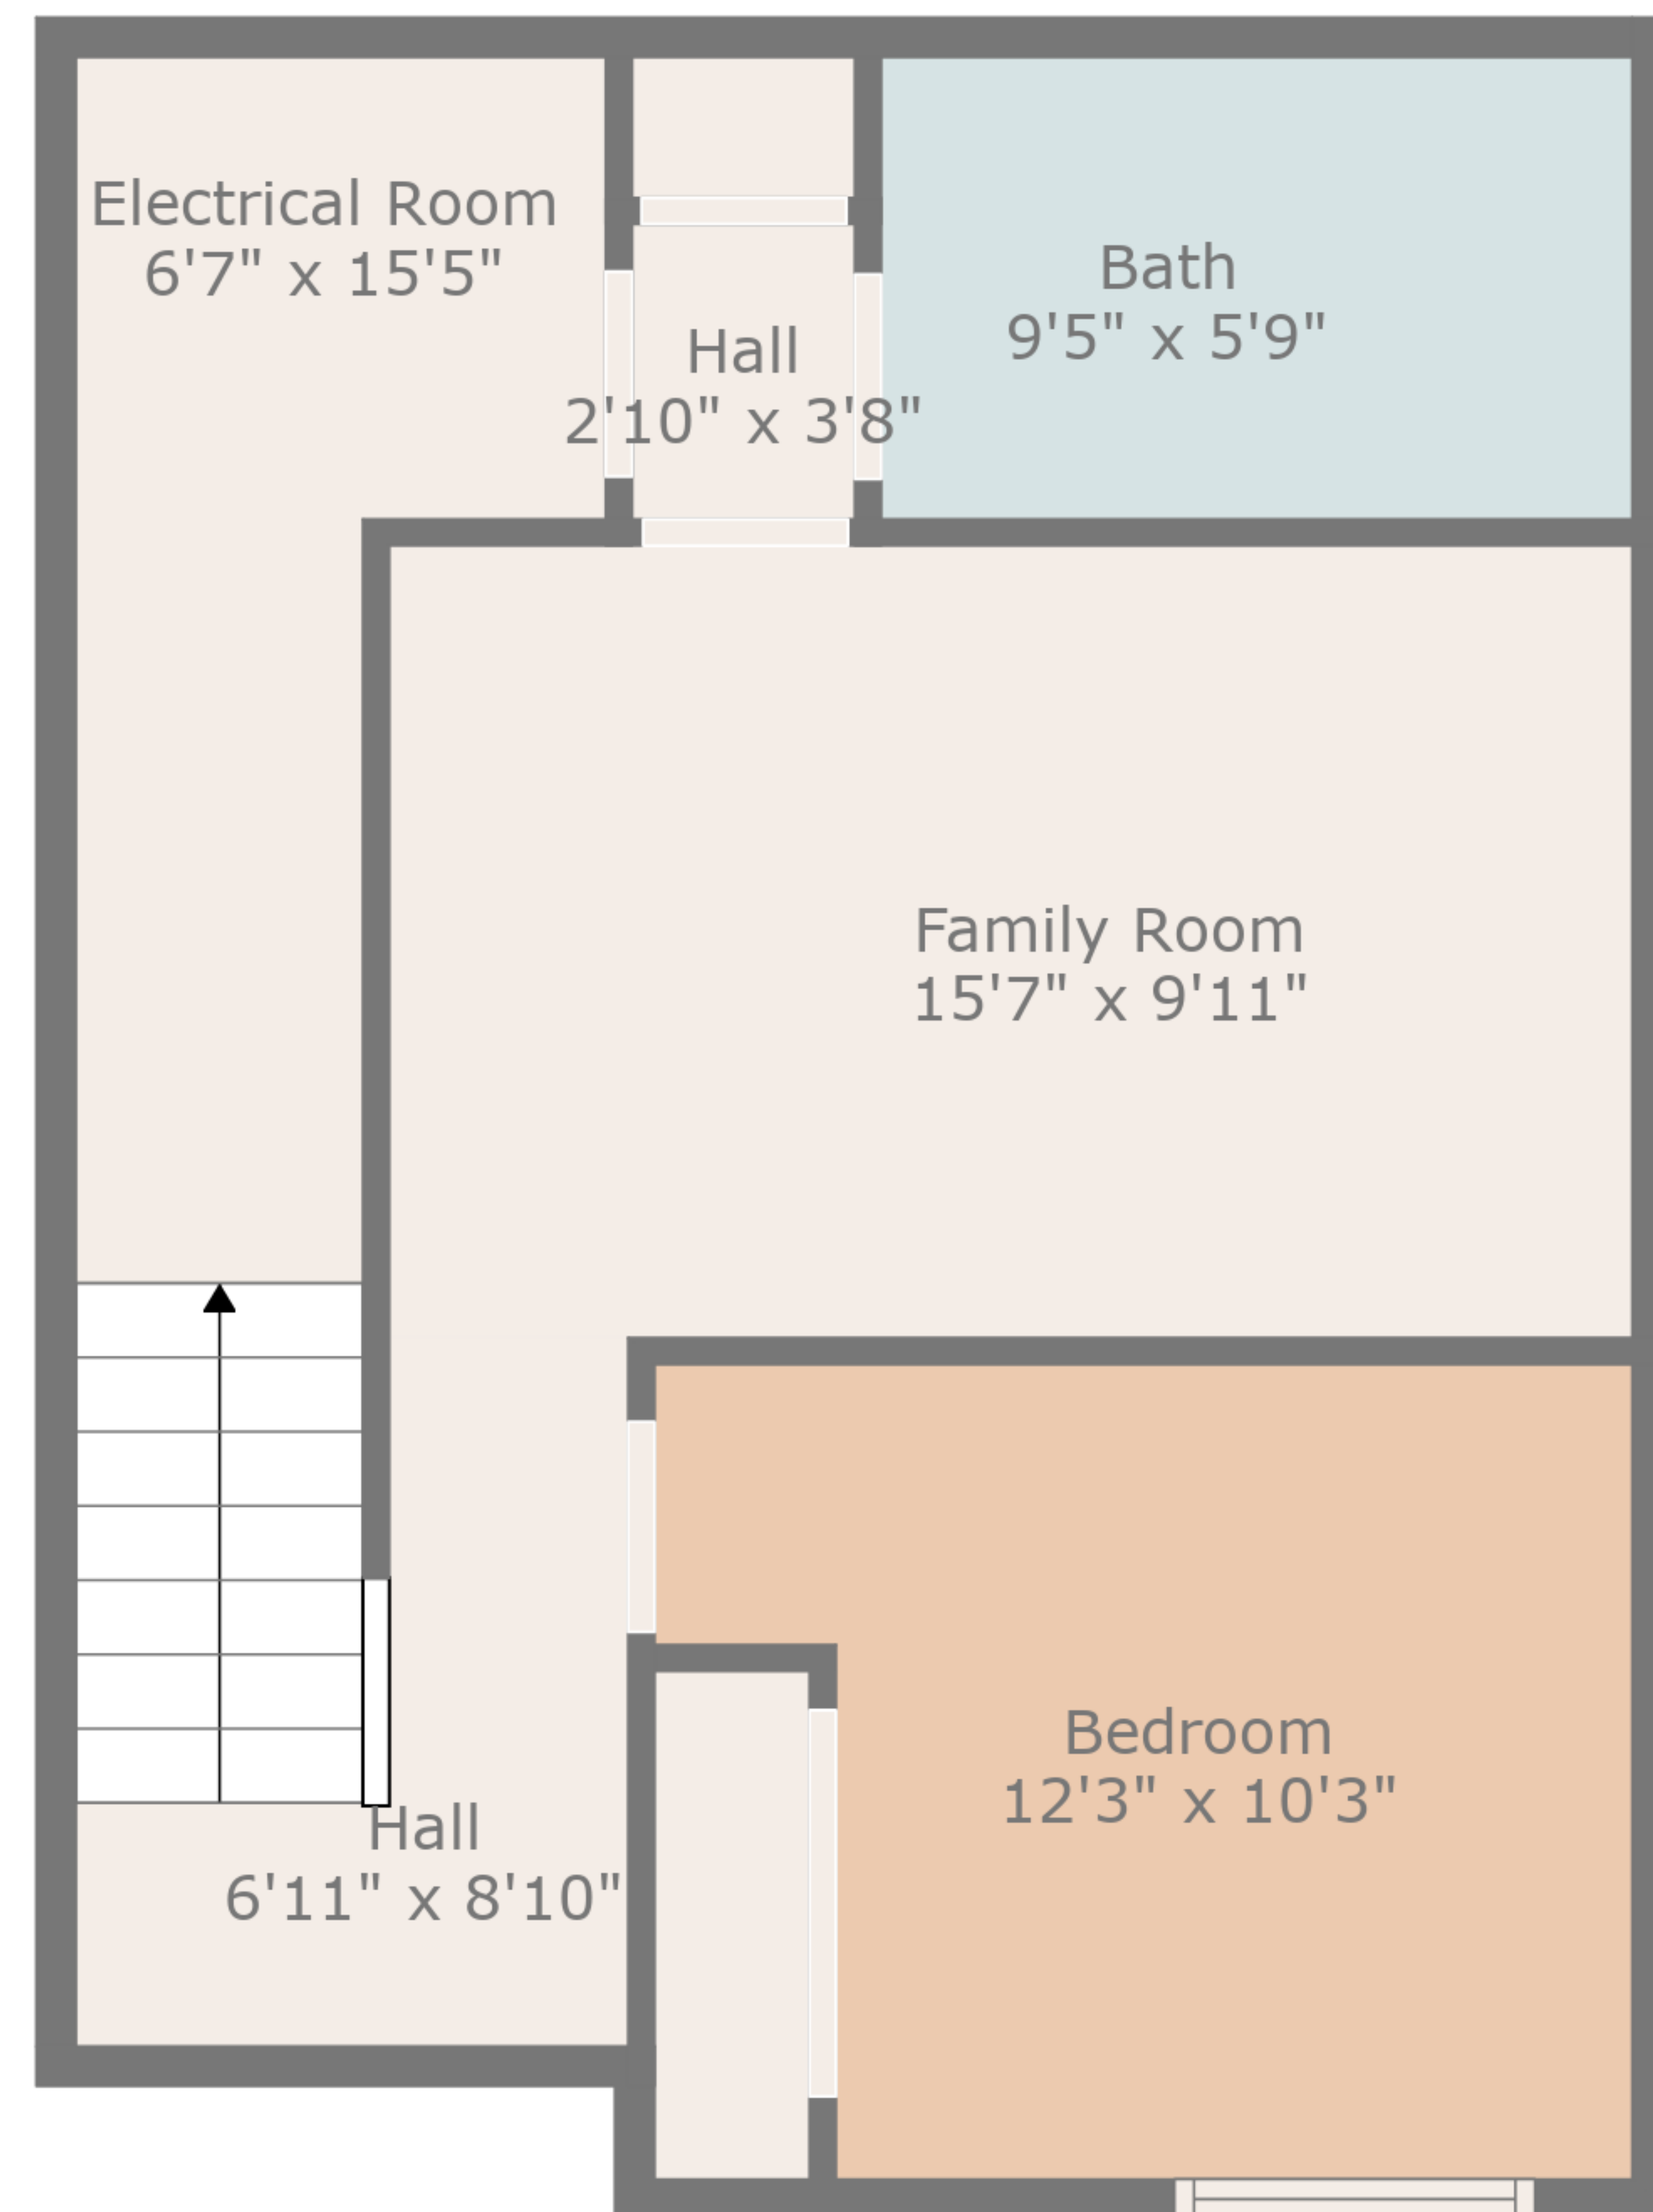 Electrical Room
6'7" x 15'5"
Bath
9'5" x 5'9"
Hall
2'10" x 3'8"
Family Room
15'7" x 9'11"
Bedroom
12'3" x 10'3"
Hall
6'11" x 8'10"